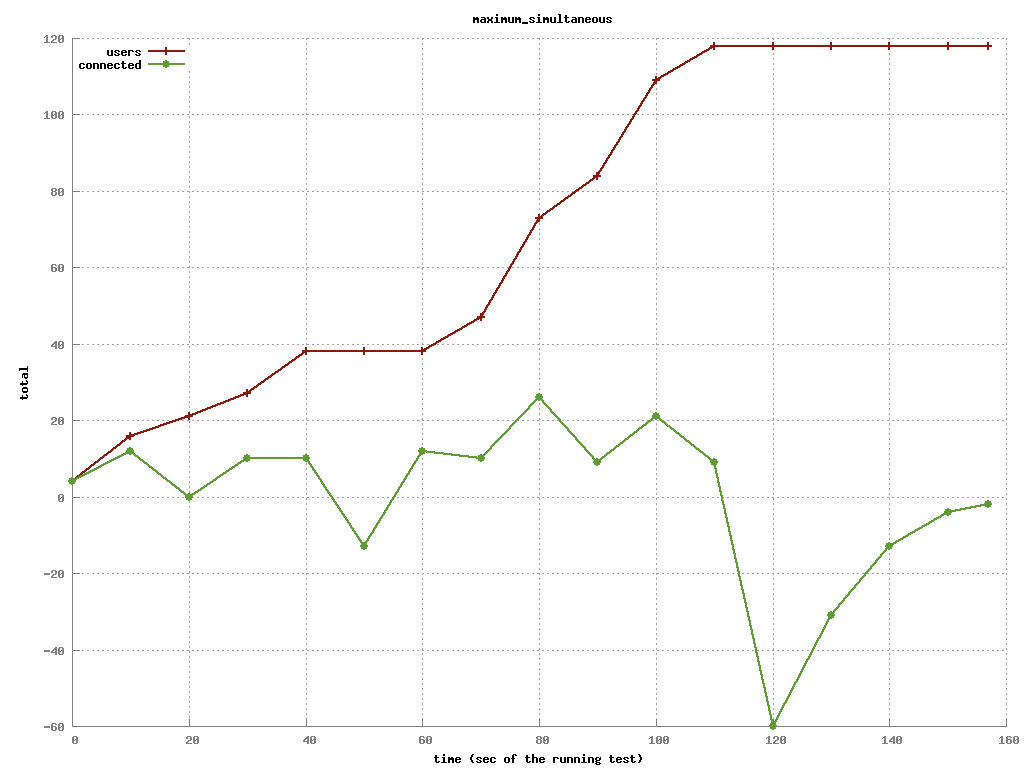 maximum_simultaneous
users
connected
120
100
80
60
40
20
0
-20
-40
-60
total
0 20 40 60 80 100 120 140 160
time (sec of the running test)